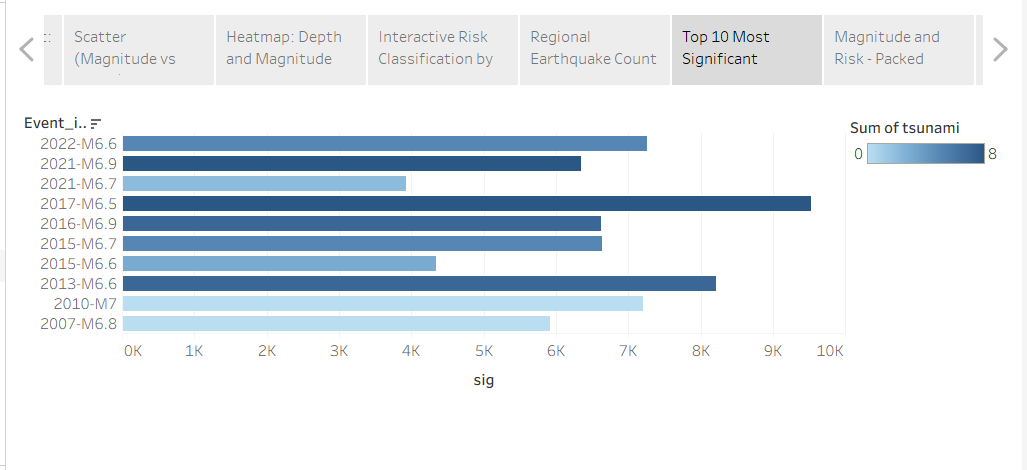 Scatter
(Magnitude vs
Heatmap: Depth
and Magnitude
Interactive Risk
Classification by
Regional
Earthquake Count
Top 10 Most
Significant
Magnitude and
Risk - Packed
Event_i..
Sum of tsunami
0 8
2022-M6.6
2021-M6.9
2021-M6.7
2017-M6.5
2016-M6.9
2015-M6.7
2015-M6.6
2013-M6.6
2010-M7
2007-M6.8
0K 1K 2K 3K 4K 5K 6K 7K 8K 9K 10K
sig